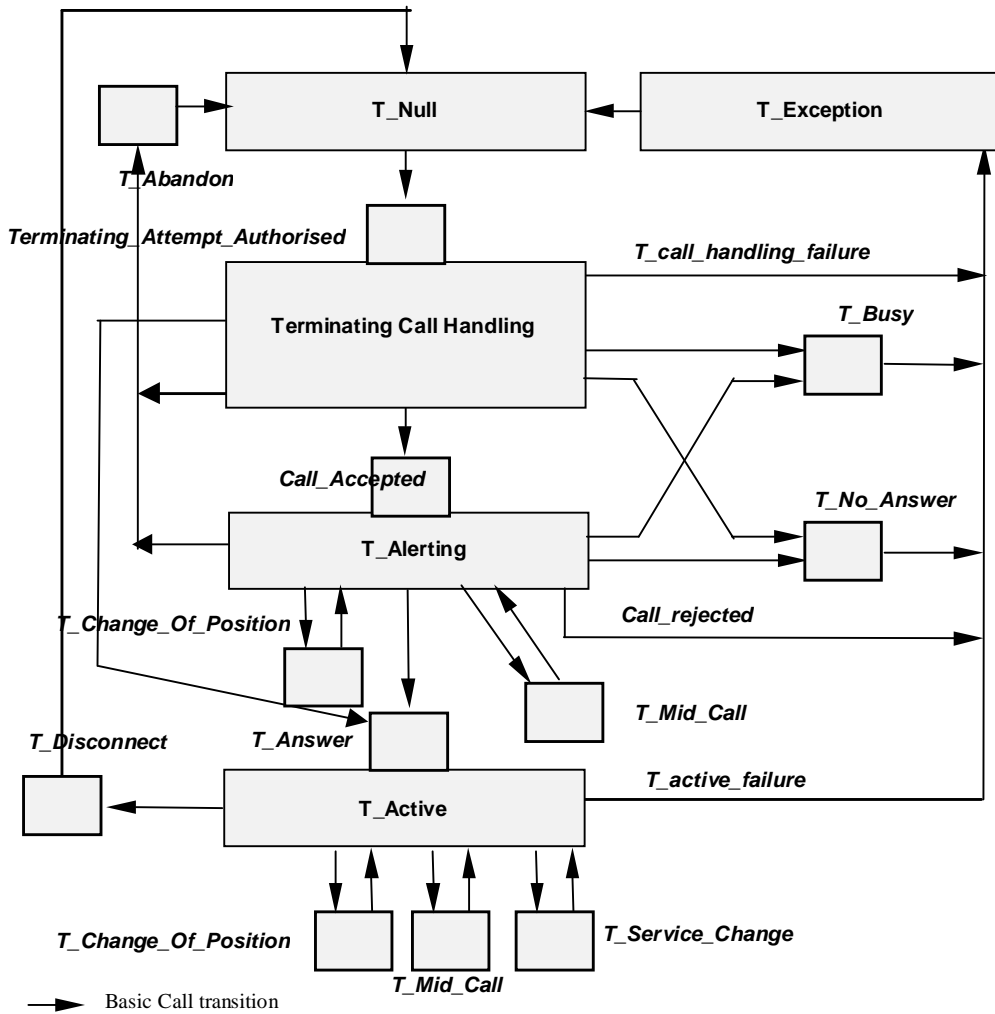 T_Null
T_Exception
T_Abandon
Terminating_Attempt_Authorised
T_call_handling_failure
Terminating Call Handling
T_Busy
Call_Accepted
T_No_Answer
T_Alerting
T_Change_Of_Position
Call_rejected
T_Mid_Call
T_Disconnect
T_Answer
T_active_failure
T_Active
T_Change_Of_Position
T_Service_Change
T_Mid_Call
Basic Call transition